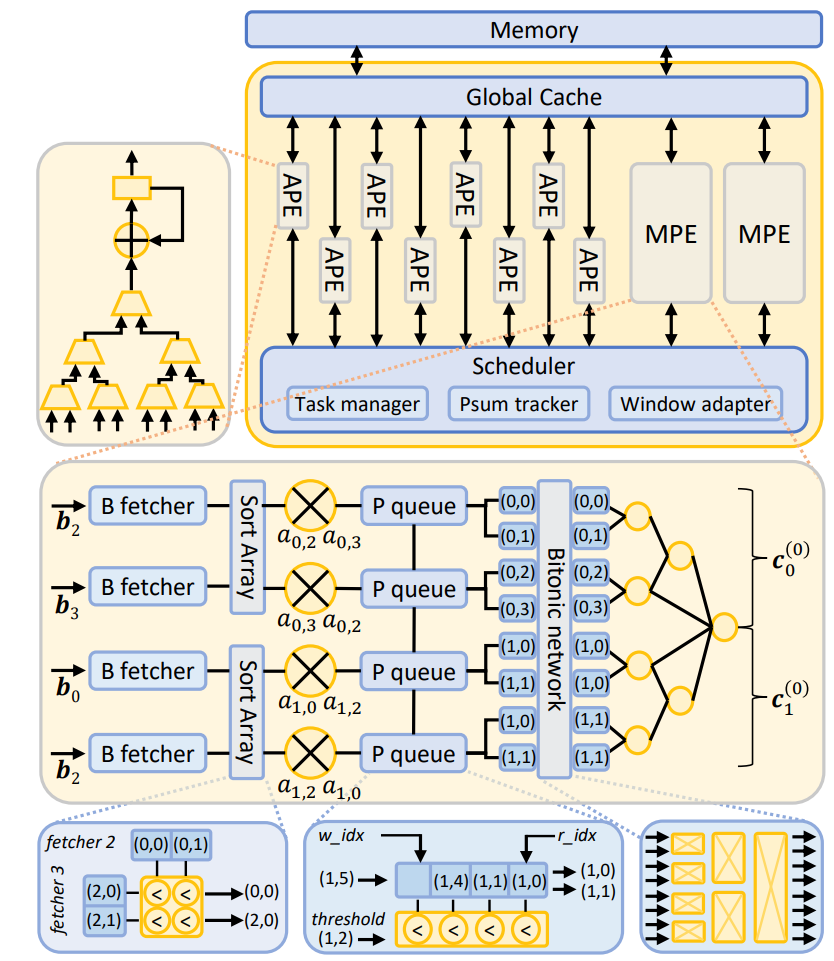 Memory
Global Cache
APE APE APE APE
MPE MPE
APE APE APE APE
Scheduler
Task manager Psum tracker Window adapter
b2 B fetcher P queue (0,0) (0,0)
a0,2 a0,3 (0,1) (0,1)
Sort Array
c0(0)
b3 B fetcher P queue (0,2) (0,2)
a0,3 a0,2 (0,3) (0,3)
Bitonic network
b0 B fetcher P queue (1,0) (1,0)
a1,0 a1,2 (1,1) (1,0)
Sort Array
c1(0)
b2 B fetcher P queue (1,0) (1,1)
a1,2 a1,0 (1,1) (1,1)
fetcher 2 (0,0) (0,1)
fetcher 3
(2,0) < < (0,0)
(2,1) < < (2,0)
w_idx r_idx
(1,5) (1,4) (1,1) (1,0) (1,0)
(1,1)
threshold
(1,2) < < < <